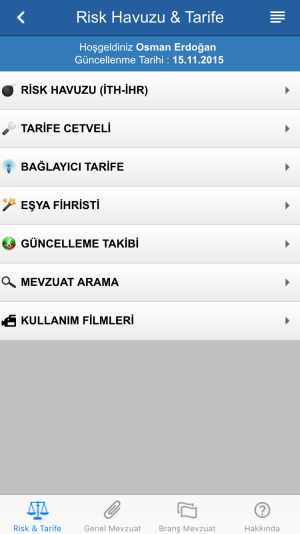 Risk Havuzu & Tarife
Hoşgeldiniz Osman Erdoğan
Güncellenme Tarihi : 15.11.2015
RİSK HAVUZU (İTH-İHR)
TARİFE CETVELİ
BAĞLAYICI TARİFE
EŞYA FİHRİSTİ
GÜNCELLEME TAKİBİ
MEVZUAT ARAMA
KULLANIM FİLMLERİ
Risk & Tarife
Genel Mevzuat
Branş Mevzuat
Hakkında